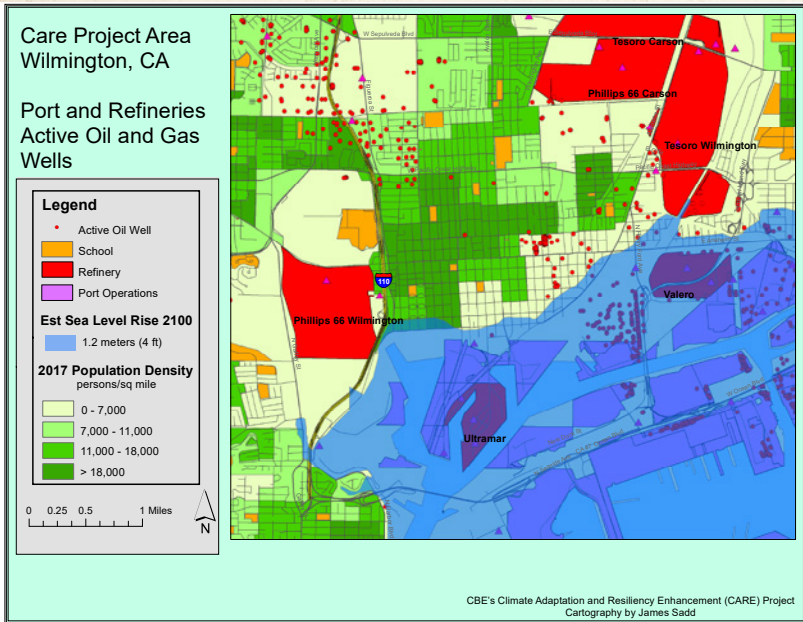 Care Project Area
Wilmington, CA
Port and Refineries
Active Oil and Gas
Wells
Legend
Active Oil Well
School
Refinery
Port Operations
Est Sea Level Rise 2100
1.2 meters (4 ft)
2017 Population Density
persons/sq mile
0 - 7,000
7,000 - 11,000
11,000 - 18,000
> 18,000
0 0.25 0.5 1 Miles
N
W Sepulveda Blvd
Figueroa St
Tesoro Carson
Phillips 66 Carson
Tesoro Wilmington
110
Valero
Phillips 66 Wilmington
Ultramar
CBE's Climate Adaptation and Resiliency Enhancement (CARE) Project
Cartography by James Sadd